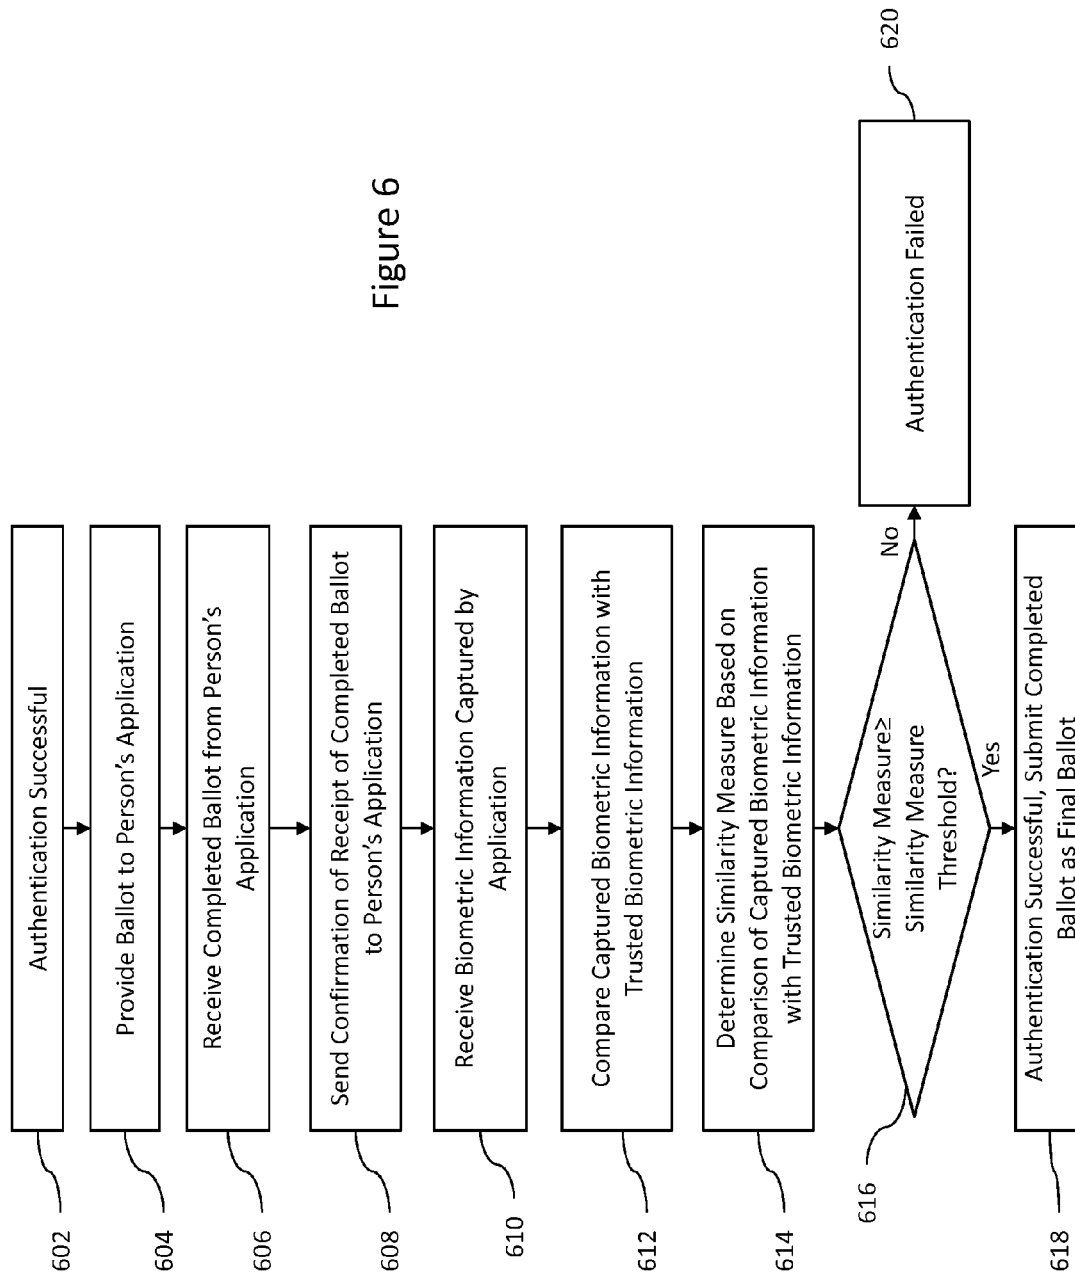 602
Authentication Successful
604
Provide Ballot to Person's Application
606
Receive Completed Ballot from Person's
Application
608
Send Confirmation of Receipt of Completed Ballot
to Person's Application
610
Receive Biometric Information Captured by
Application
612
Compare Captured Biometric Information with
Trusted Biometric Information
614
Determine Similarity Measure Based on
Comparison of Captured Biometric Information
with Trusted Biometric Information
616
Similarity Measure≥
Similarity Measure
Threshold?
No
Yes
620
Authentication Failed
618
Authentication Successful, Submit Completed
Ballot as Final Ballot
Figure 6